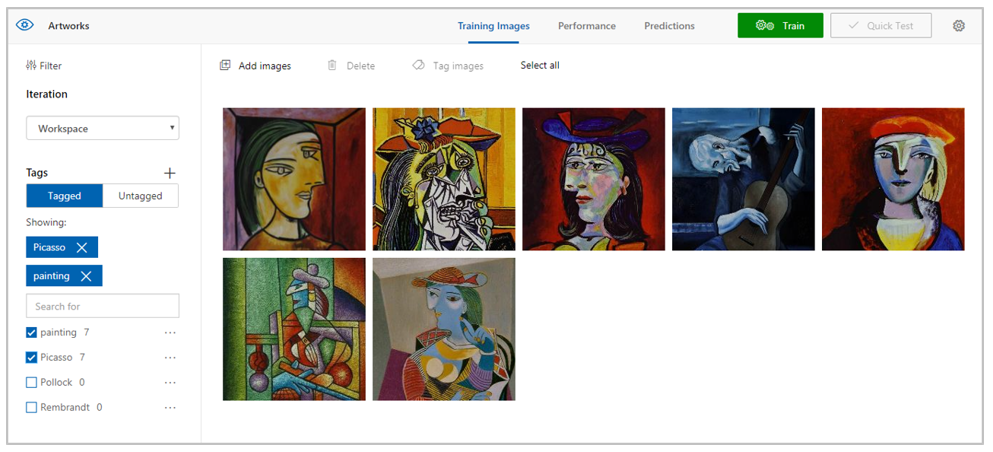 Artworks
Training Images
Performance
Predictions
Train
Quick Test
Filter
Add images
Delete
Tag images
Select all
Iteration
Workspace
Tags
Tagged
Untagged
Showing:
Picasso
painting
Search for
painting 7
Picasso 7
Pollock 0
Rembrandt 0